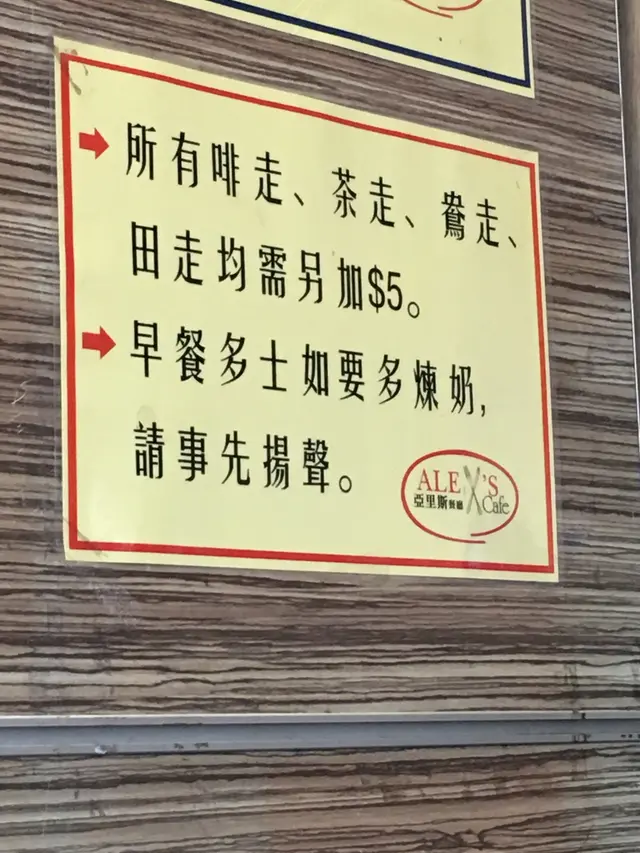 所有啡走、茶走、鴦走、
田走均需另加$5。
早餐多士如要多煉奶,
請事先揚聲。
ALEX'S
亞里斯餐廳 Cafe